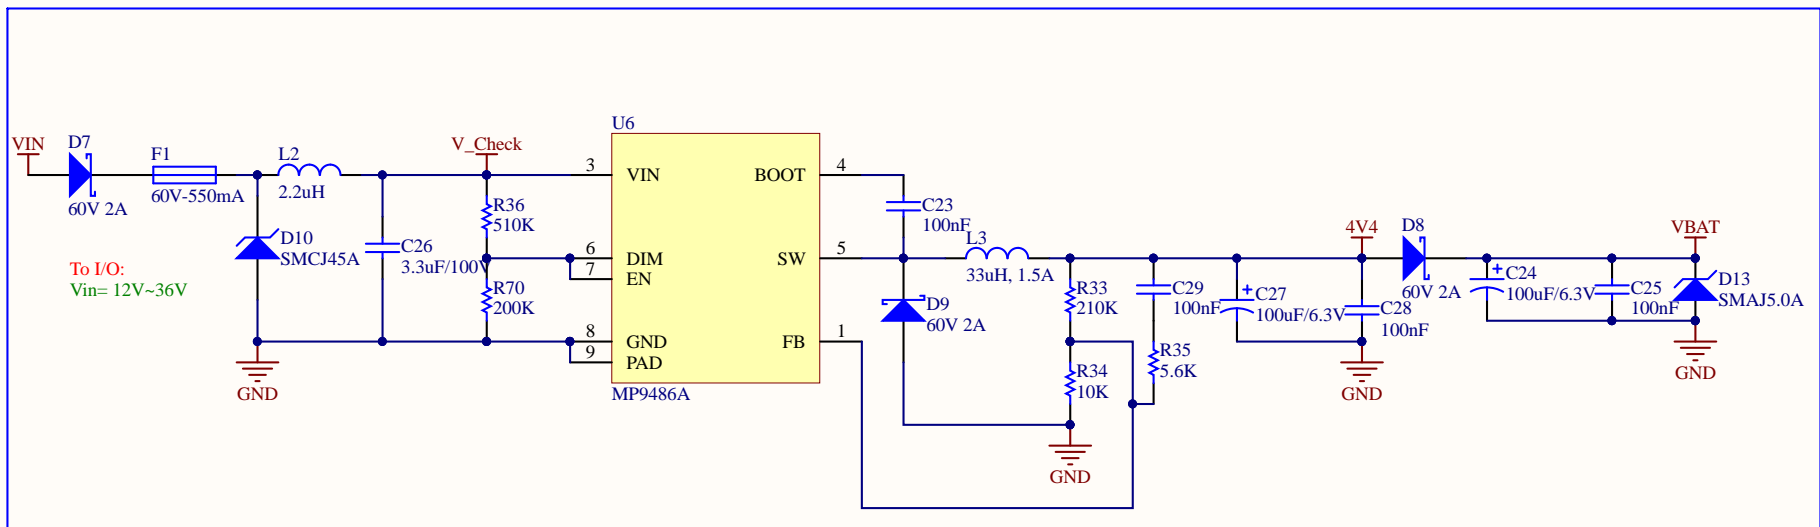 U6
VIN
D7
60V 2A
F1
60V-550mA
L2
2.2uH
V_Check
3
VIN
BOOT
4
R36
510K
C23
100nF
D10
SMCJ45A
C26
3.3uF/100V
6
DIM
7
EN
SW
5
L3
33uH, 1.5A
4V4
D8
60V 2A
VBAT
To I/O:
Vin= 12V~36V
R70
200K
D9
60V 2A
R33
210K
C29
100nF
C27
100uF/6.3V
C28
100nF
C24
100uF/6.3V
C25
100nF
D13
SMAJ5.0A
8
GND
9
PAD
FB
1
R34
10K
R35
5.6K
GND
MP9486A
GND
GND
GND